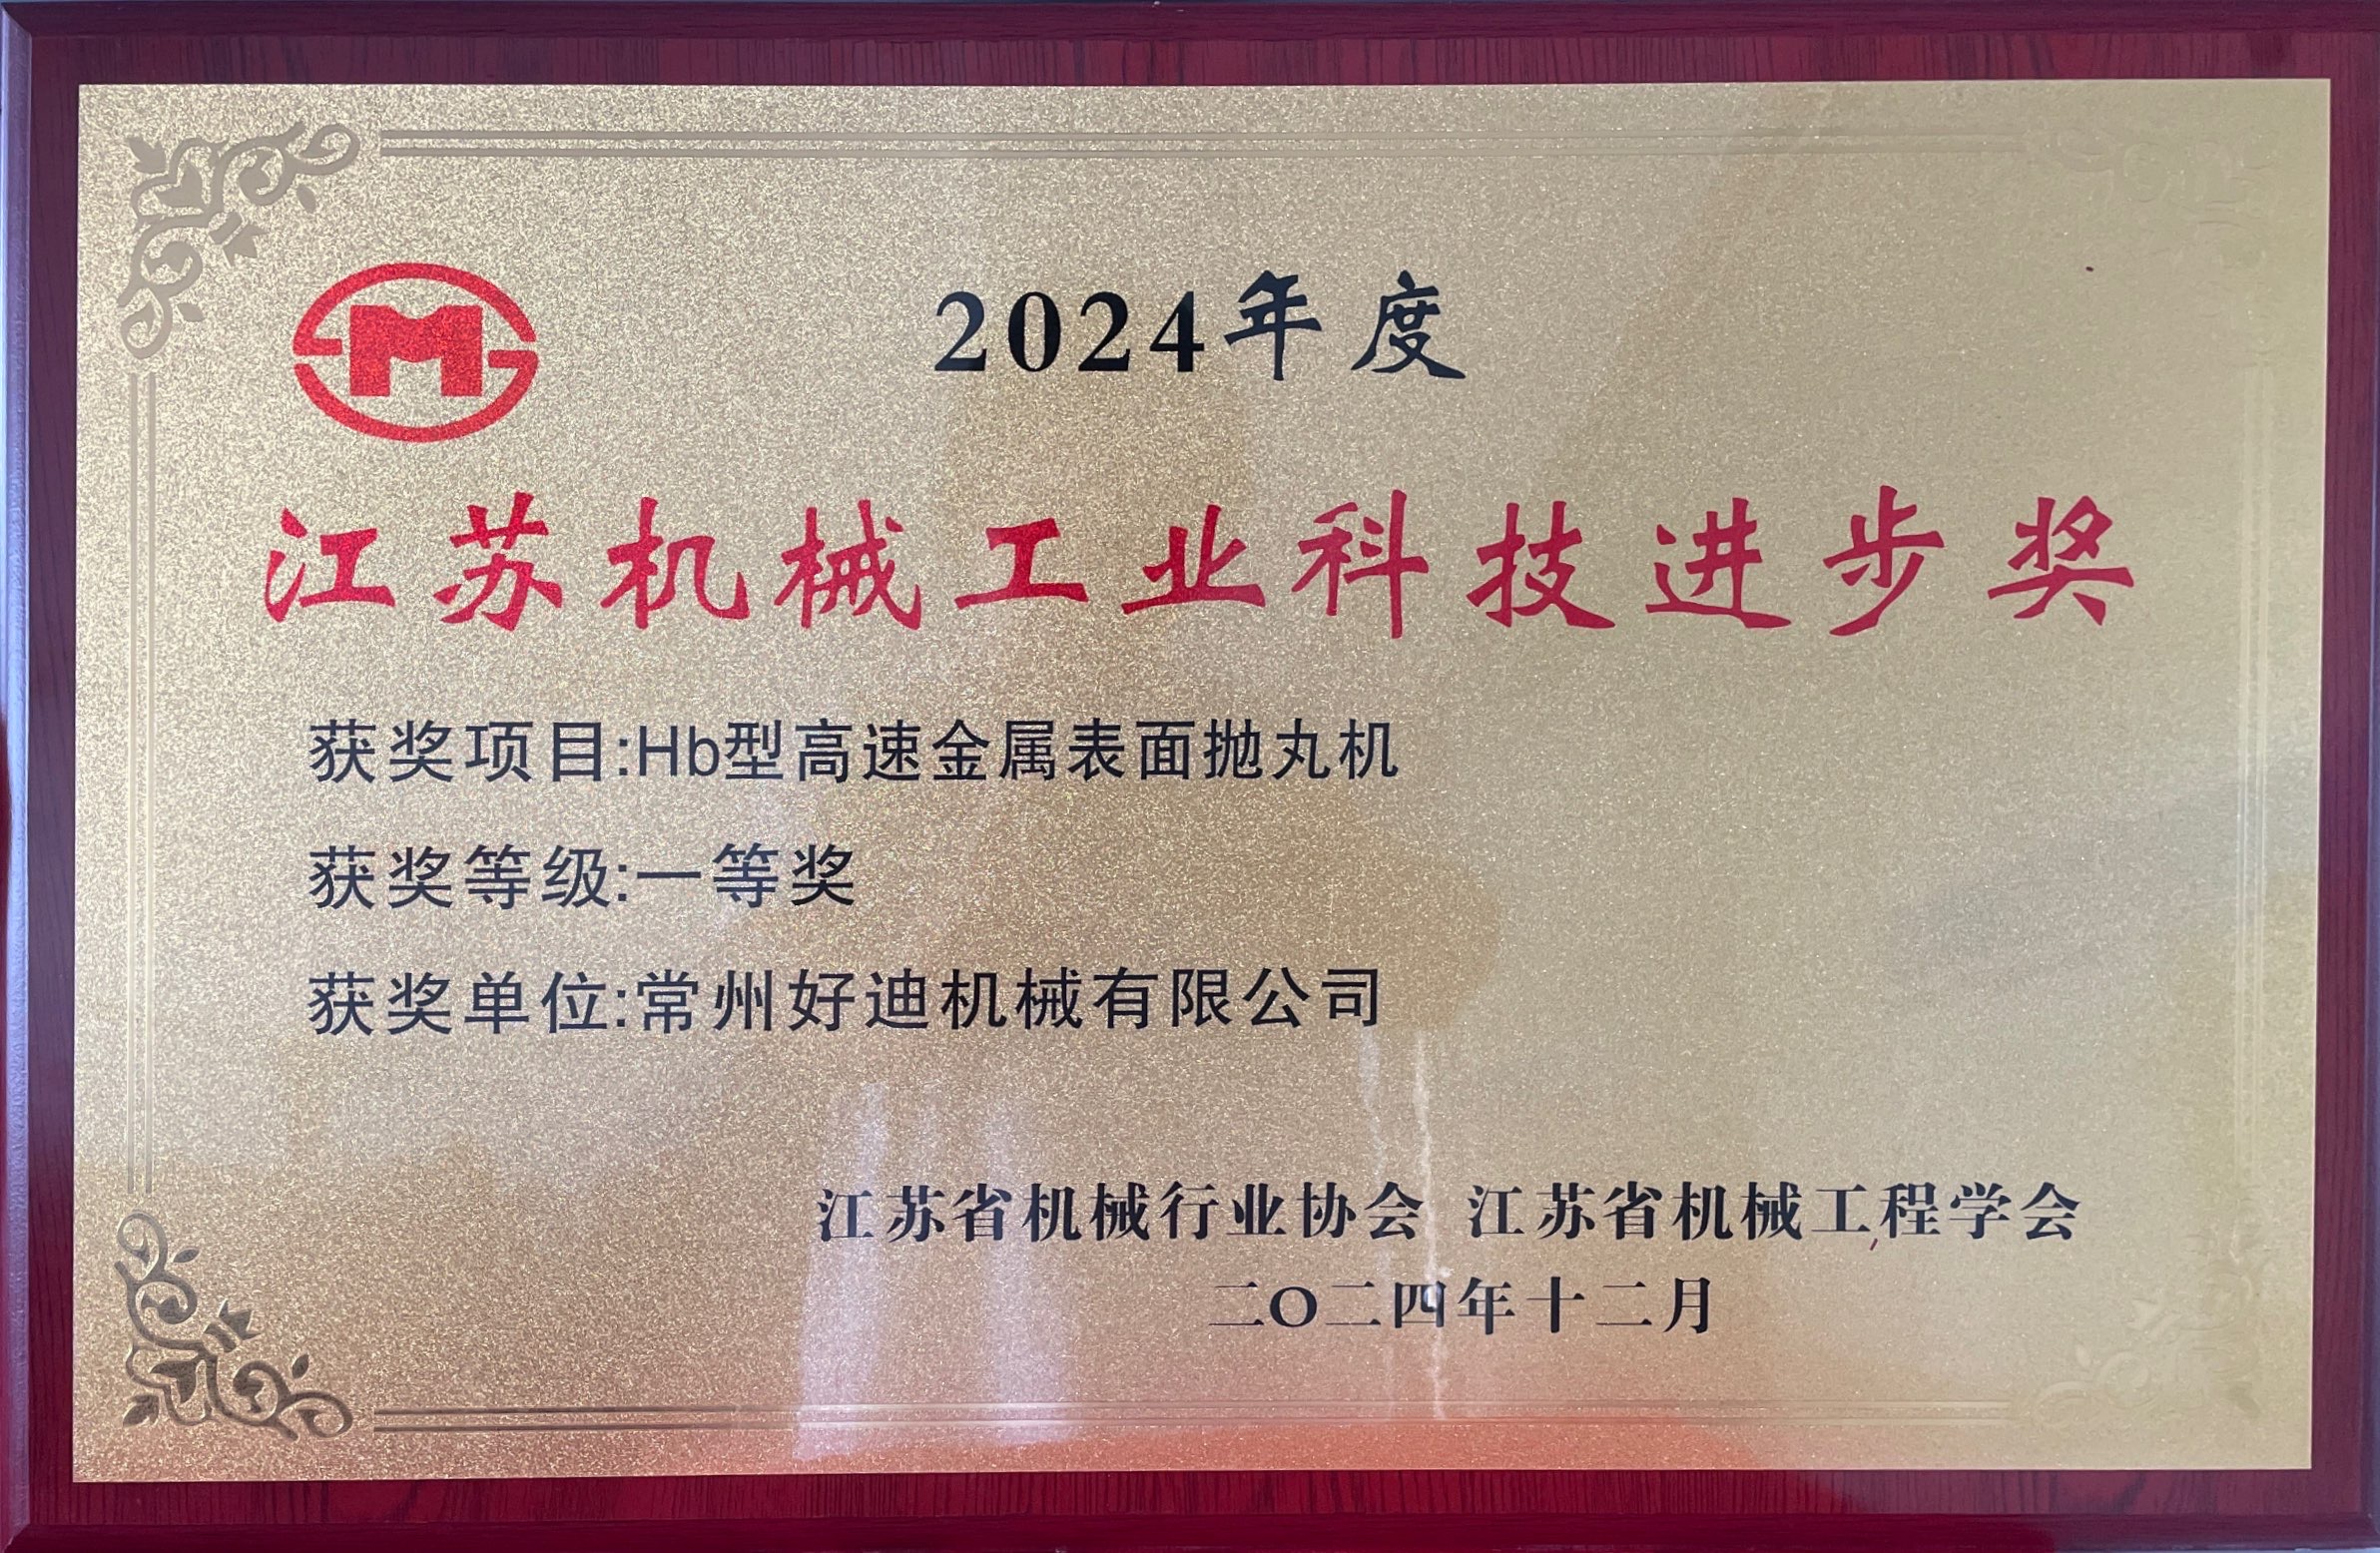 2024年度
江苏机械工业科技进步奖
获奖项目:Hb型高速金属表面抛丸机
获奖等级:一等奖
获奖单位:常州好迪机械有限公司
江苏省机械行业协会 江苏省机械工程学会
二〇二四年十二月